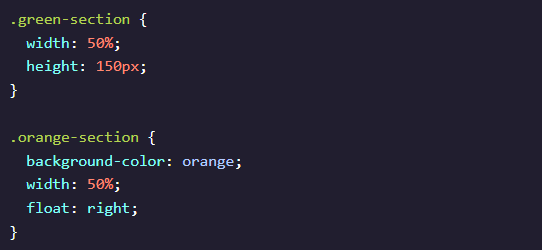 .green-section {
  width: 50%;
  height: 150px;
}

.orange-section {
  background-color: orange;
  width: 50%;
  float: right;
}